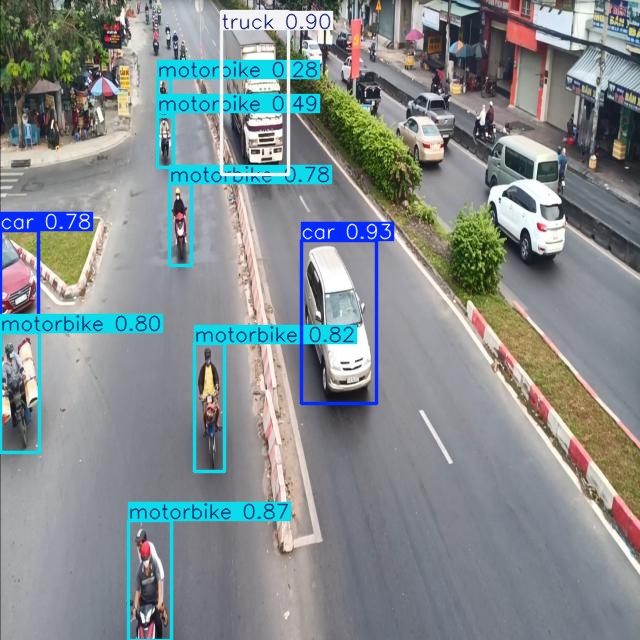 truck 0.90
motorbike 0.28
motorbike 0.49
motorbike 0.78
car 0.78
car 0.93
motorbike 0.80
motorbike 0.82
motorbike 0.87